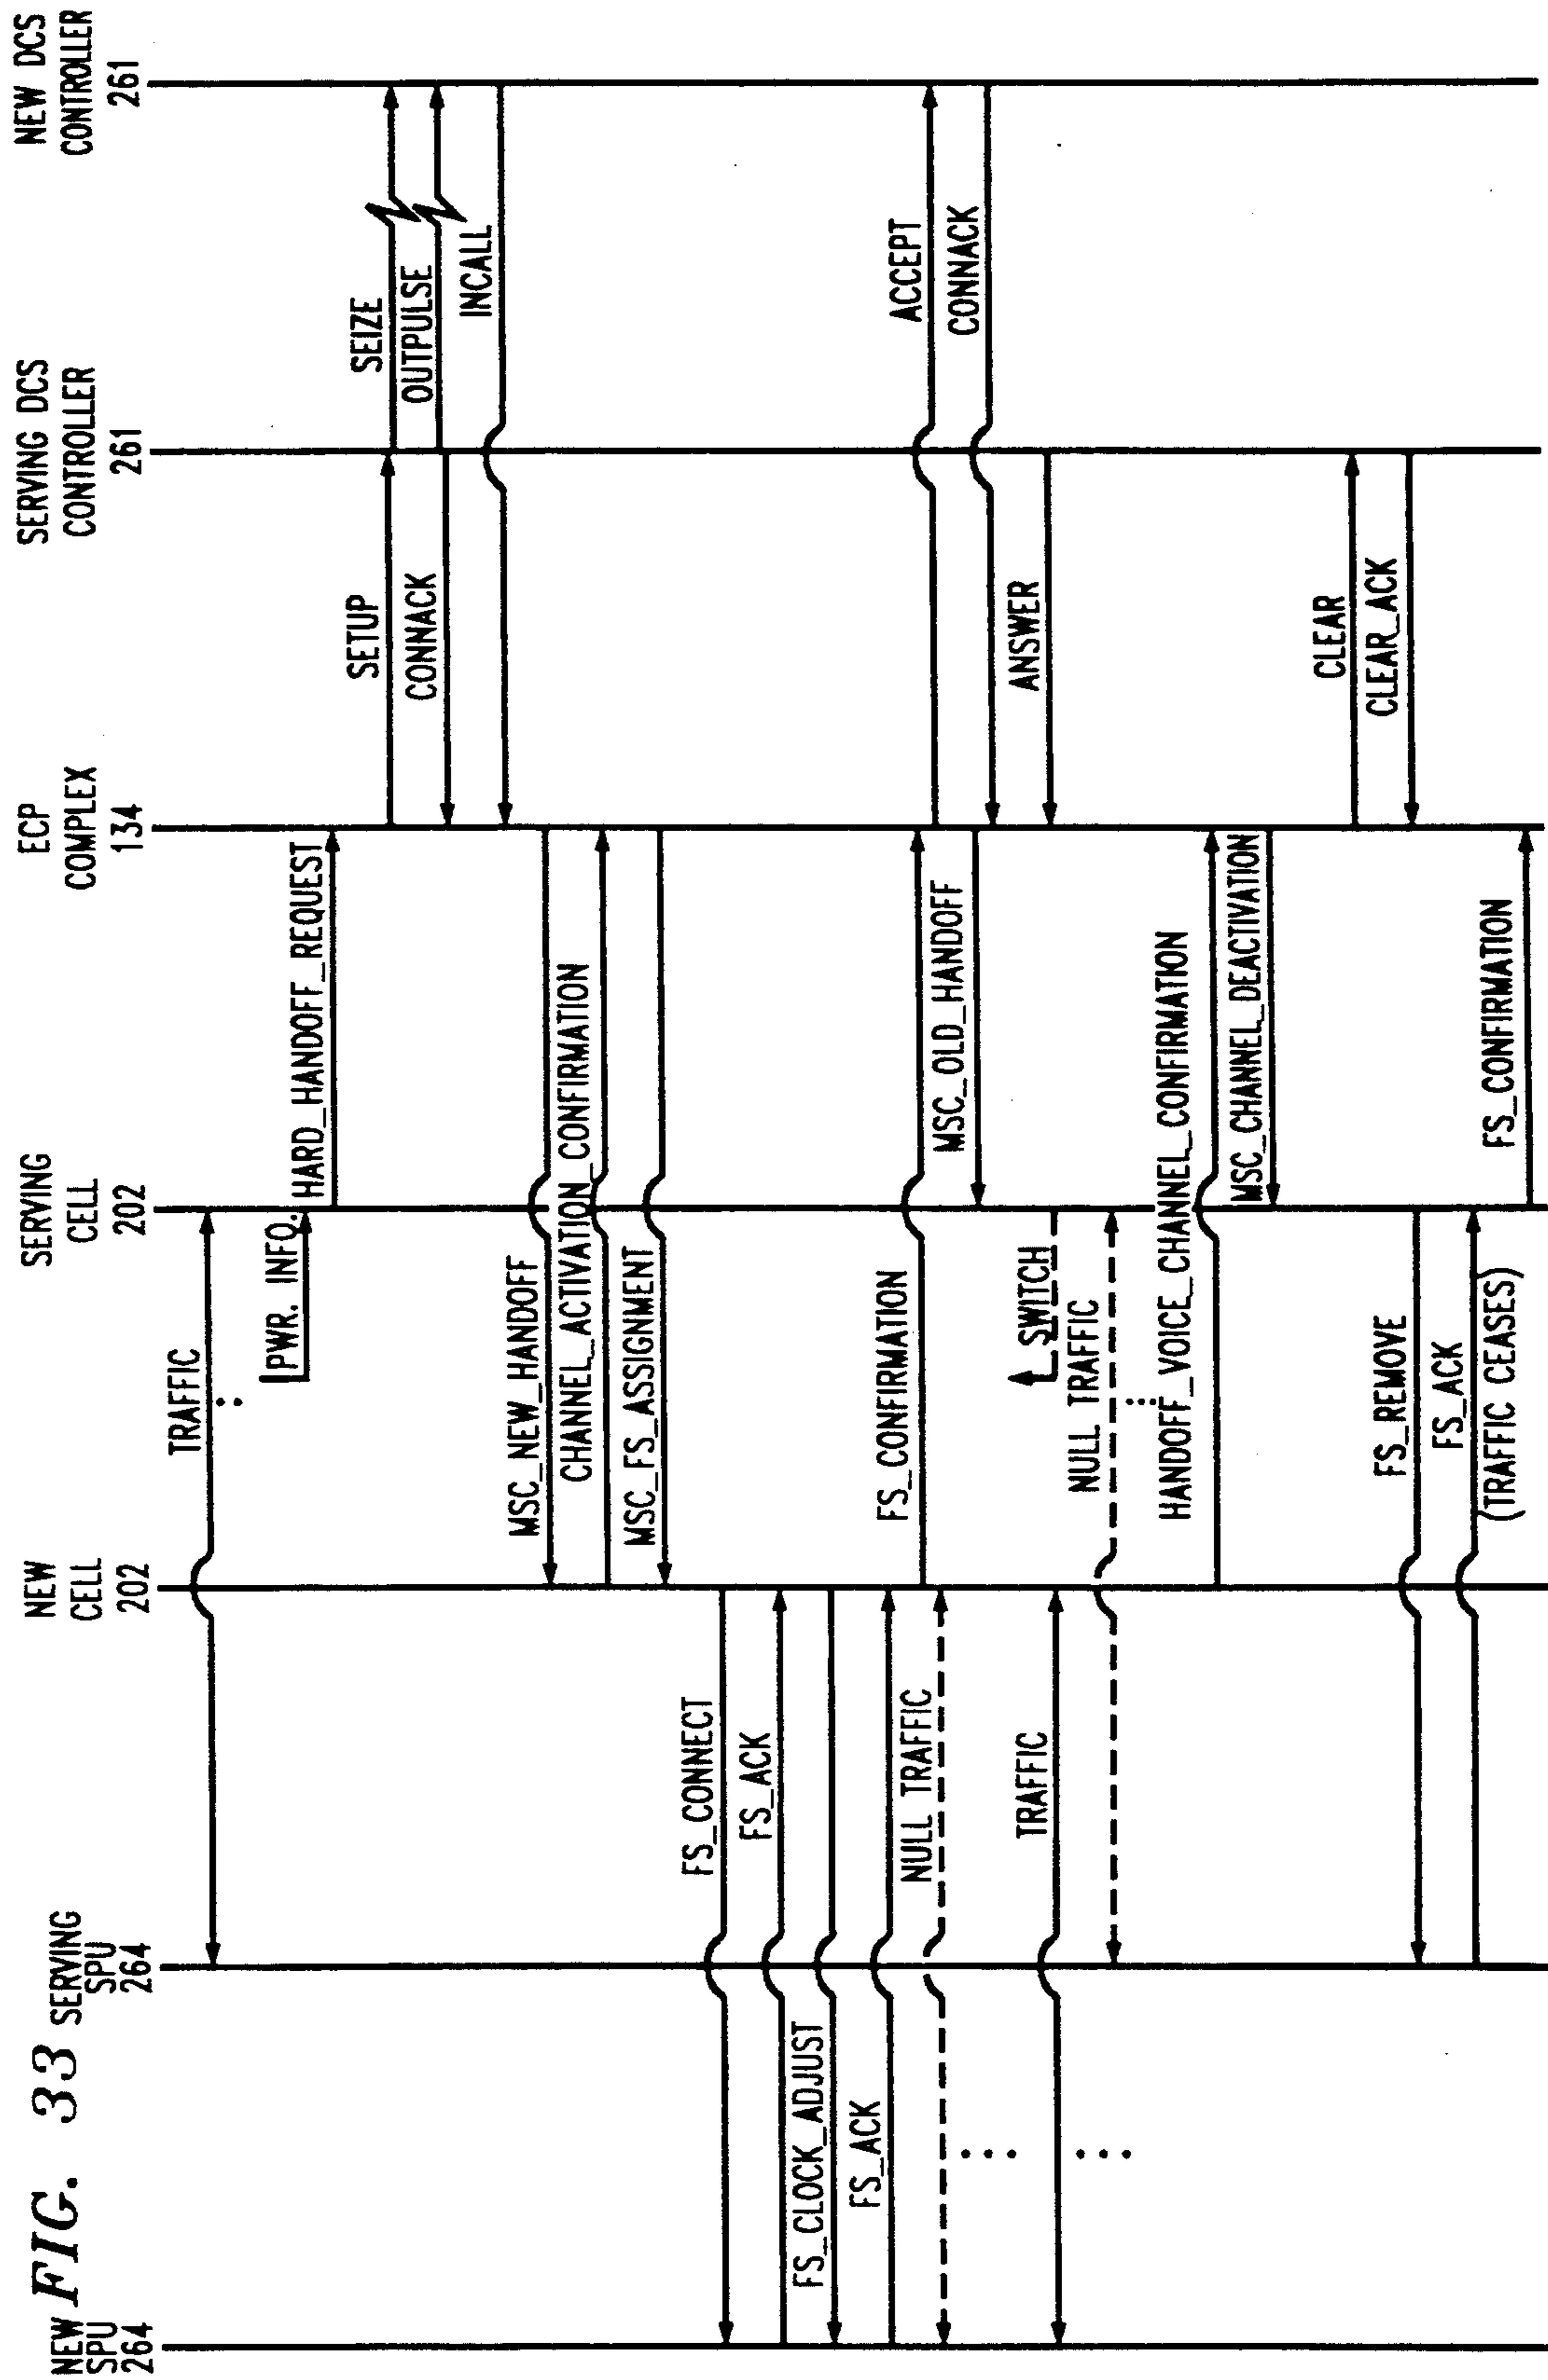 FIG. 33
NEW
SPU
264
SERVING
SPU
264
NEW
CELL
202
SERVING
CELL
202
ECP
COMPLEX
134
SERVING DCS
CONTROLLER
261
NEW DCS
CONTROLLER
261
TRAFFIC
PWR. INFO.
HARD_HANDOFF_REQUEST
SETUP
SEIZE
CONNACK
OUTPULSE
INCALL
MSC_NEW_HANDOFF
CHANNEL_ACTIVATION_CONFIRMATION
MSC_FS_ASSIGNMENT
FS_CONNECT
FS_ACK
FS_CLOCK_ADJUST
FS_ACK
FS_CONFIRMATION
ACCEPT
NULL TRAFFIC
MSC_OLD_HANDOFF
CONNACK
TRAFFIC
SWITCH
ANSWER
NULL TRAFFIC
HANDOFF_VOICE_CHANNEL_CONFIRMATION
MSC_CHANNEL_DEACTIVATION
CLEAR
FS_REMOVE
CLEAR_ACK
FS_ACK
(TRAFFIC CEASES)
FS_CONFIRMATION